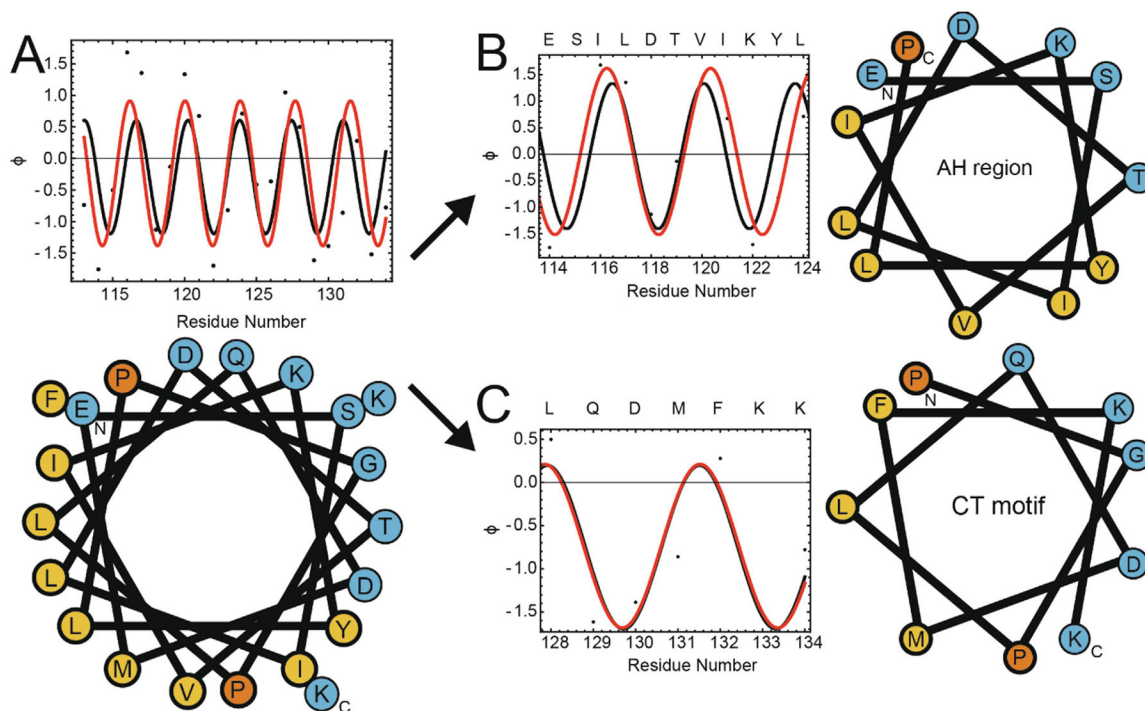 A
ϕ
1.5
1.0
0.5
0.0
-0.5
-1.0
-1.5
115 120 125 130
Residue Number
B
E S I L D T V I K Y L
ϕ
1.5
1.0
0.5
0.0
-0.5
-1.0
-1.5
114 116 118 120 122 124
Residue Number
D
K
P C
E N
S
I
T
AH region
L
L
Y
I
V
D
Q
K
P
F
E N
S
K
I
G
L
T
L
D
L
Y
M
I
V
P
K C
C
L Q D M F K K
ϕ
0.5
0.0
-0.5
-1.0
-1.5
128 129 130 131 132 133 134
Residue Number
Q
P N
F
K
G
L
CT motif
D
M
P
K C